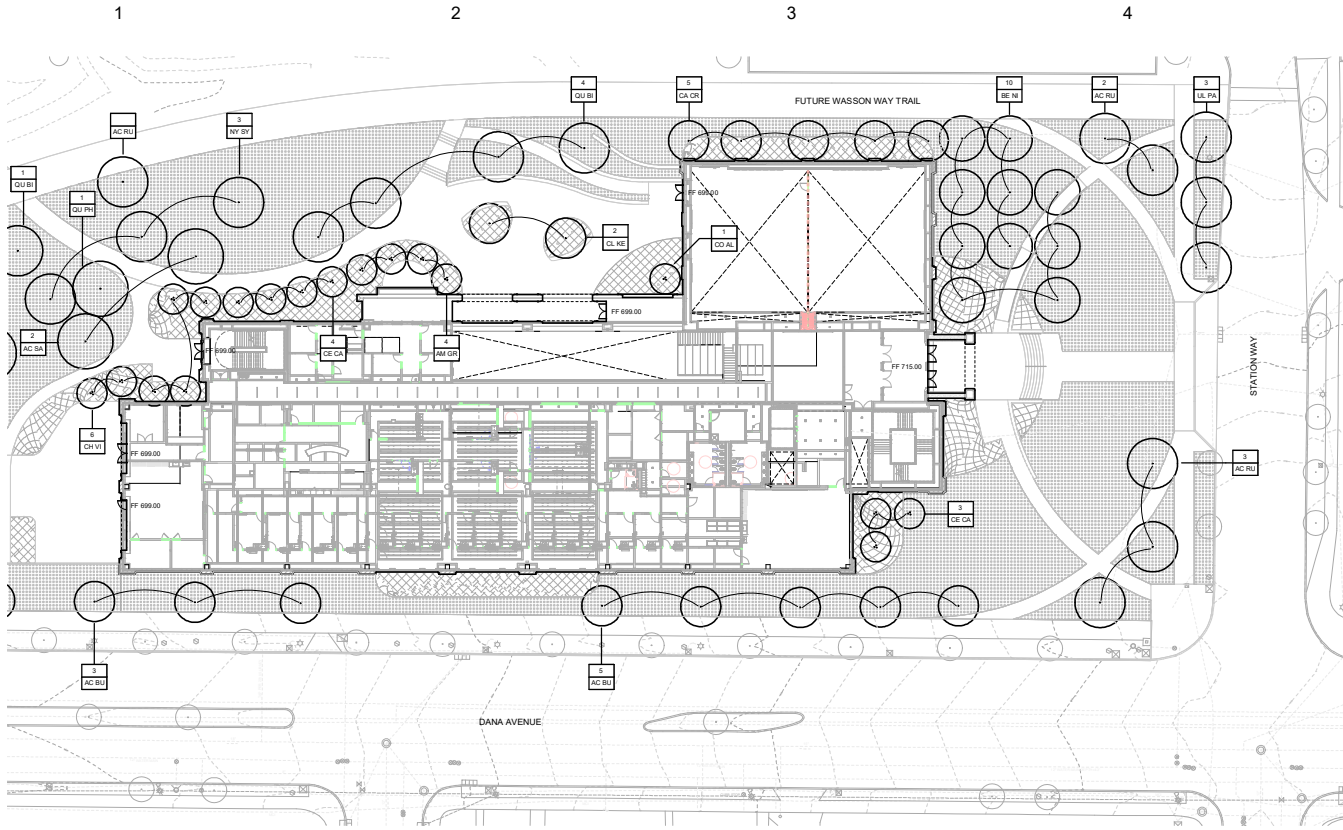 1
2
3
4
4
QU BI
5
CA CR
10
BE NI
2
AC RU
3
UL PA
FUTURE WASSON WAY TRAIL
AC RU
3
NY SY
1
QU BI
1
QU PH
FF 699.00
2
CL KE
1
CO AL
FF 699.00
2
AC SA
FF 699.00
4
CE CA
4
AM GR
FF 715.00
STATION WAY
6
CH VI
FF 699.00
3
AC RU
FF 699.00
3
CE CA
3
AC BU
5
AC BU
DANA AVENUE